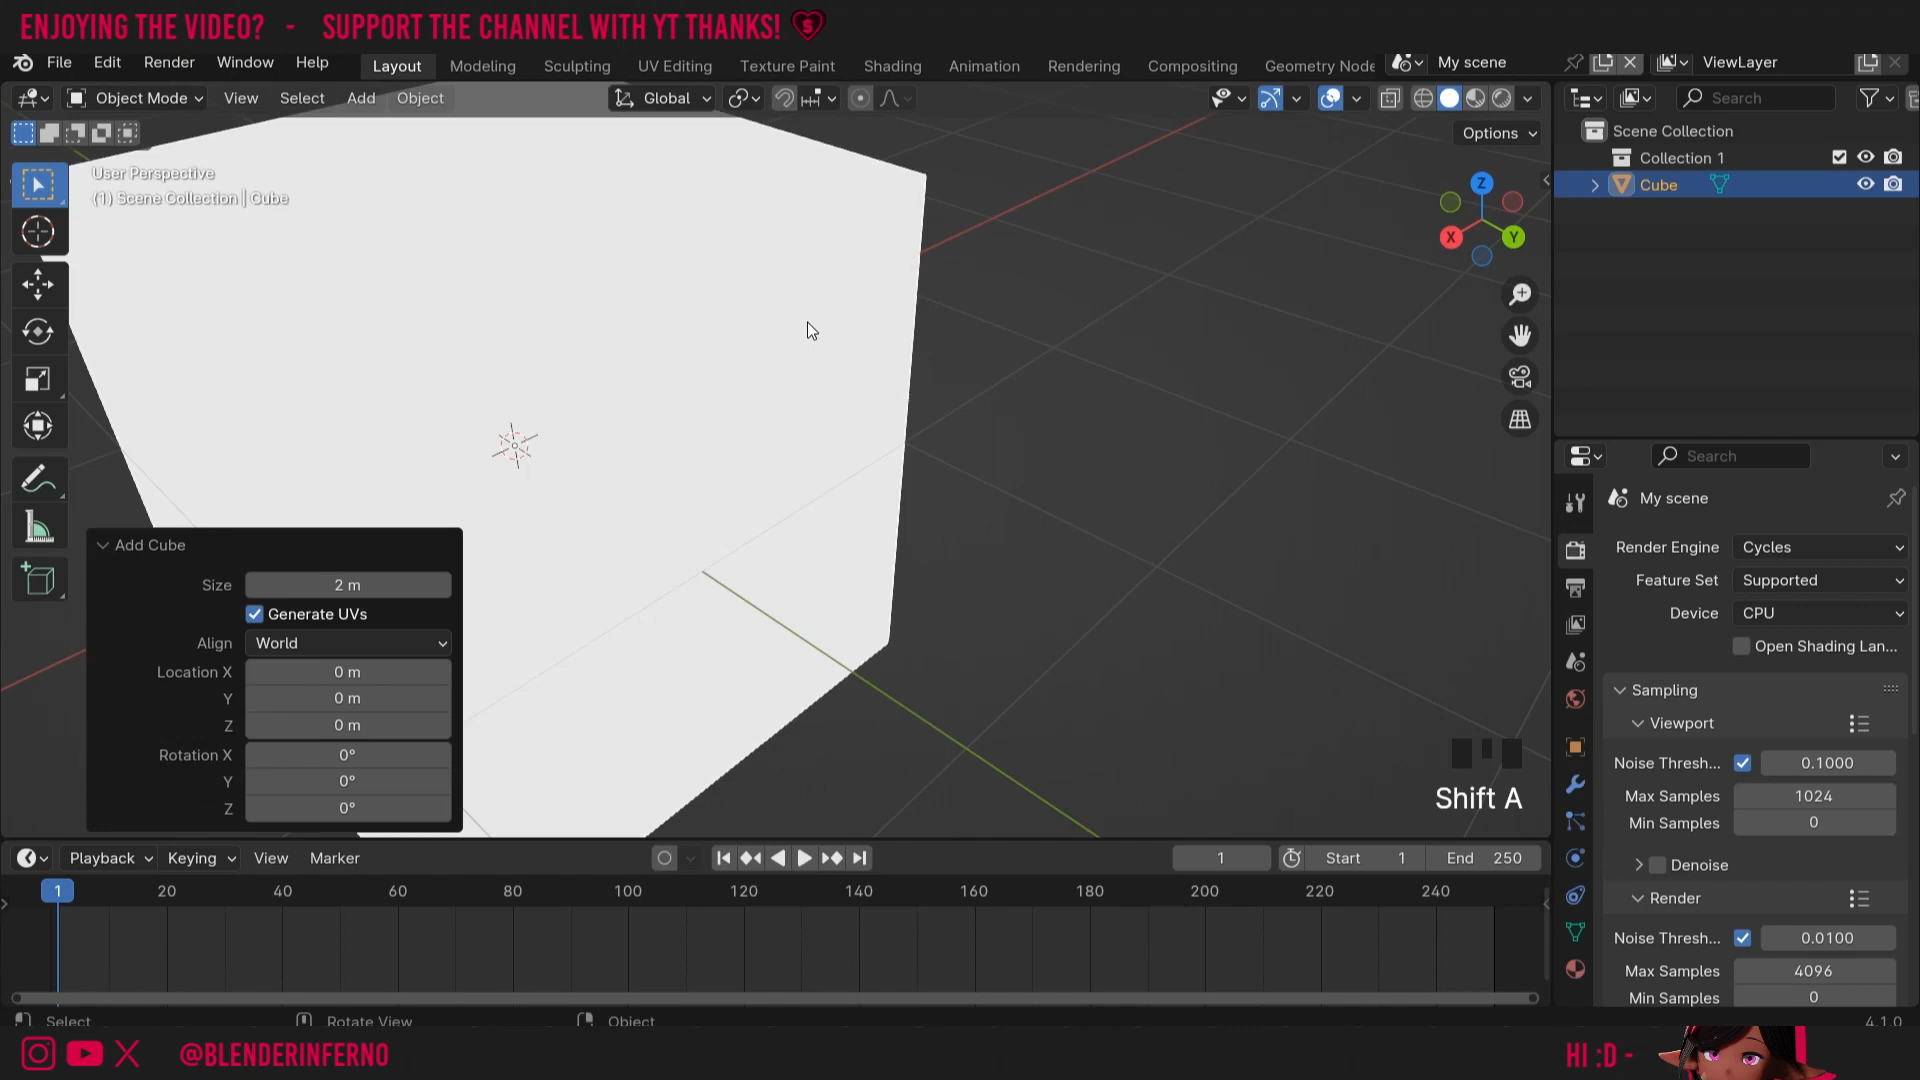 ENJOYING THE VIDEO? - SUPPORT THE CHANNEL WITH YT THANKS!
File Edit Render Window Help Layout Modeling Sculpting UV Editing Texture Paint Shading Animation Rendering Compositing Geometry Node My scene ViewLayer
Object Mode View Select Add Object Global Search
Options
Scene Collection
Collection 1
Cube
User Perspective
(1) Scene Collection | Cube
Z
X Y
Search
My scene
Render Engine Cycles
Feature Set Supported
Device CPU
Open Shading Lan...
Sampling
Viewport
Noise Thresh... 0.1000
Max Samples 1024
Min Samples 0
Denoise
Render
Noise Thresh... 0.0100
Max Samples 4096
Min Samples 0
Add Cube
Size 2 m
Generate UVs
Align World
Location X 0 m
Y 0 m
Z 0 m
Rotation X 0°
Y 0°
Z 0°
Shift A
Playback Keying View Marker 1 Start 1 End 250
1 20 40 60 80 100 120 140 160 180 200 220 240
Select Rotate View Object 4.1.0
@BLENDERINFERNO HI :D -